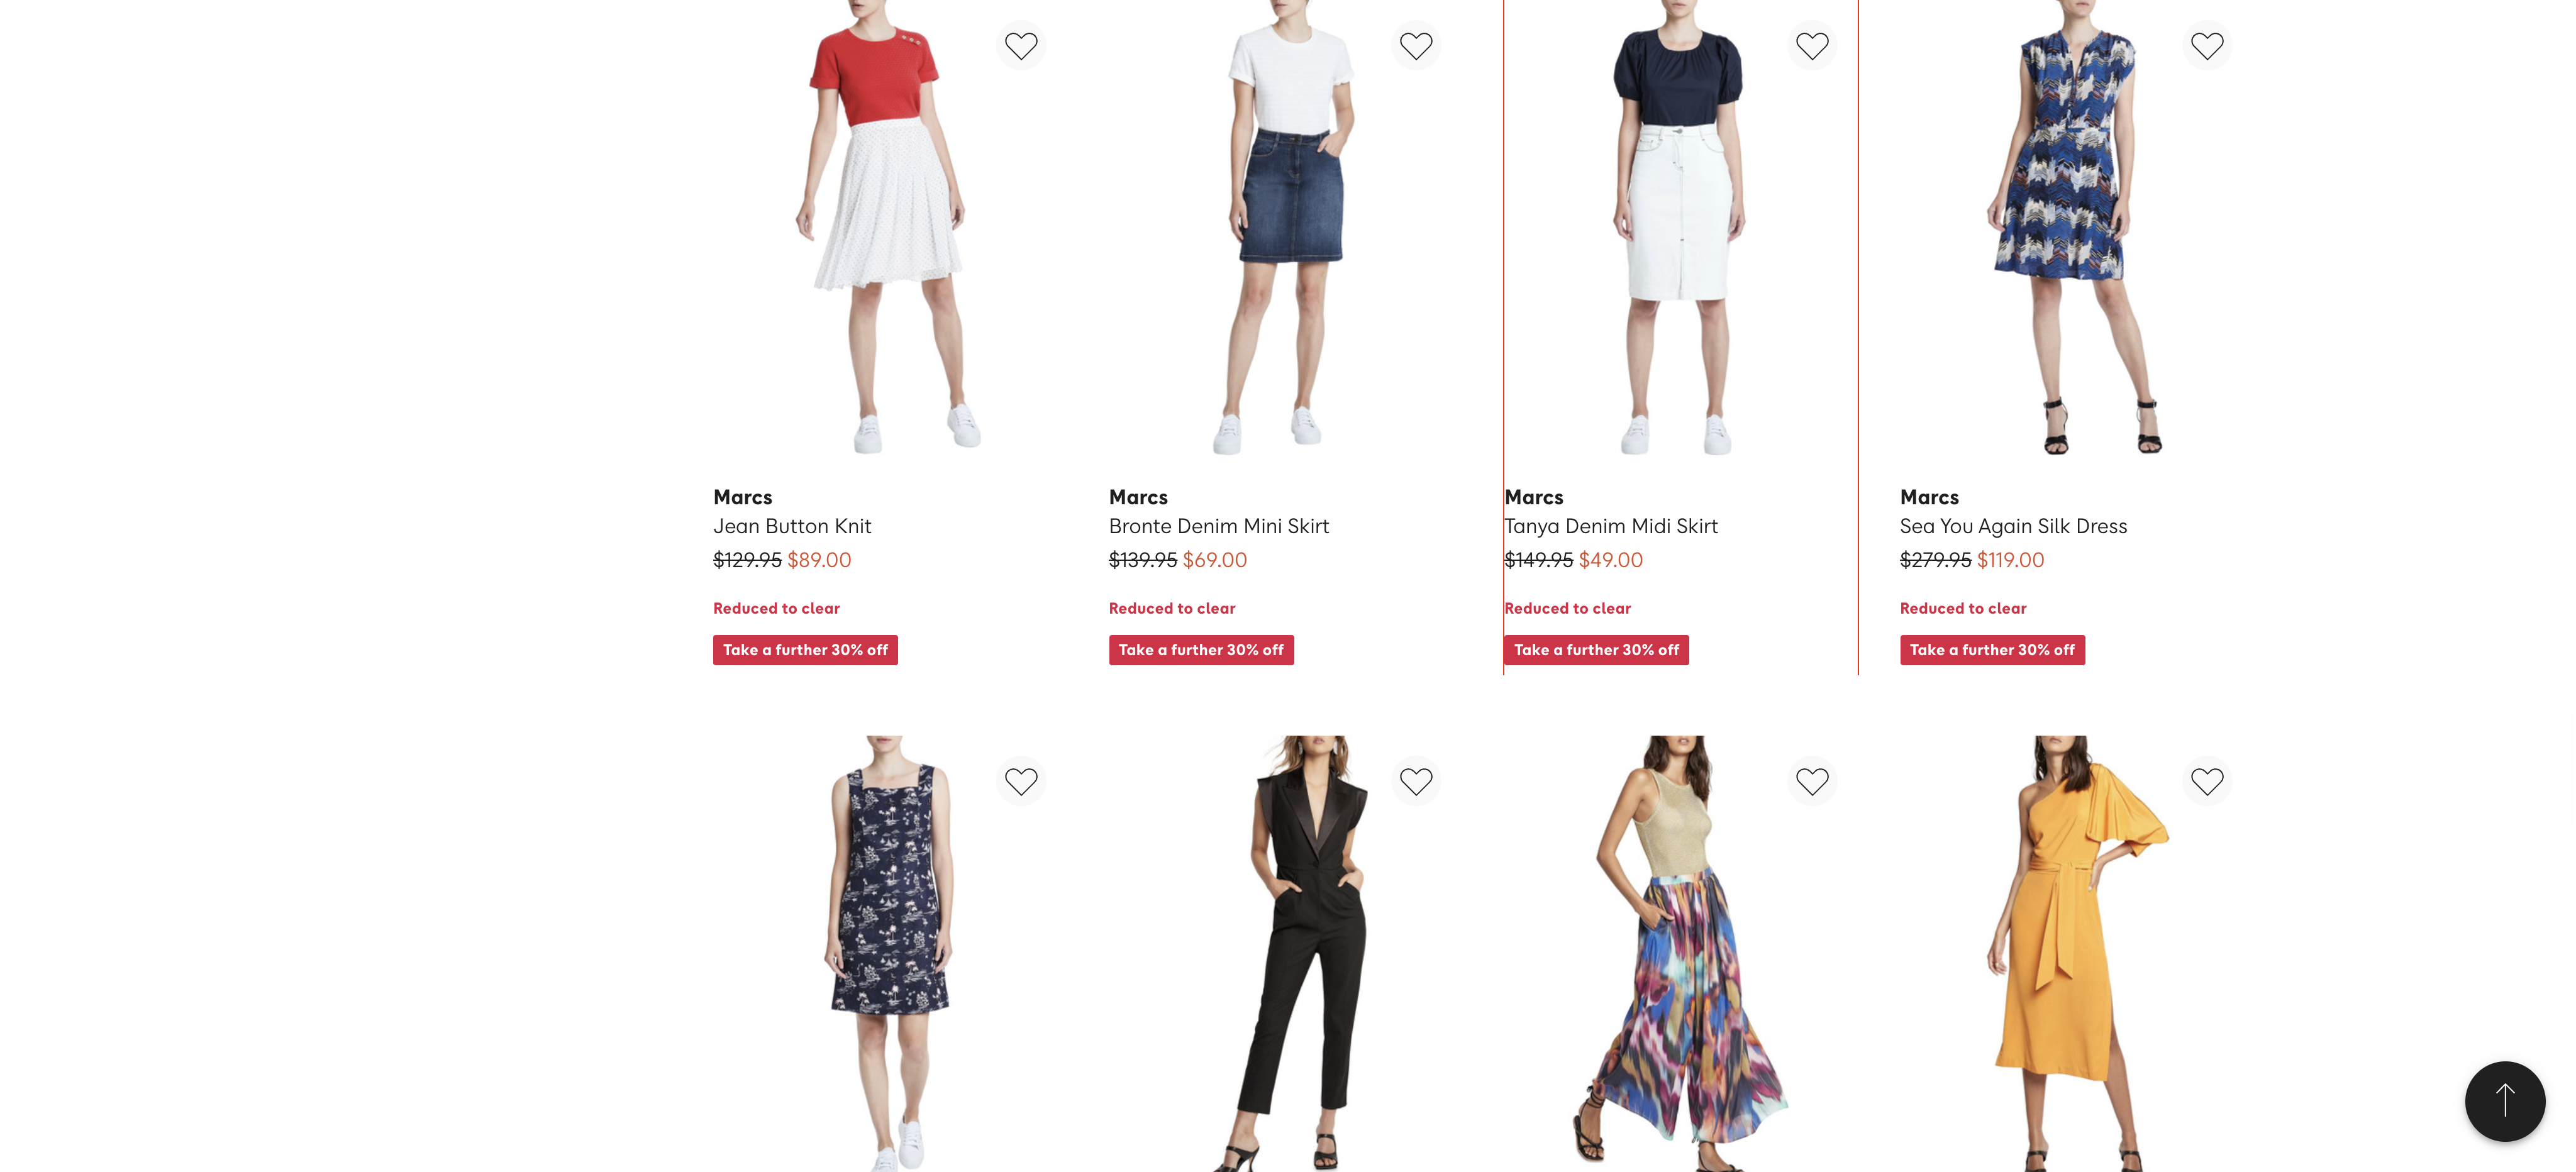 Marcs
Jean Button Knit
$129.95 $89.00
Reduced to clear
Take a further 30% off
Marcs
Bronte Denim Mini Skirt
$139.95 $69.00
Reduced to clear
Take a further 30% off
Marcs
Tanya Denim Midi Skirt
$149.95 $49.00
Reduced to clear
Take a further 30% off
Marcs
Sea You Again Silk Dress
$279.95 $119.00
Reduced to clear
Take a further 30% off